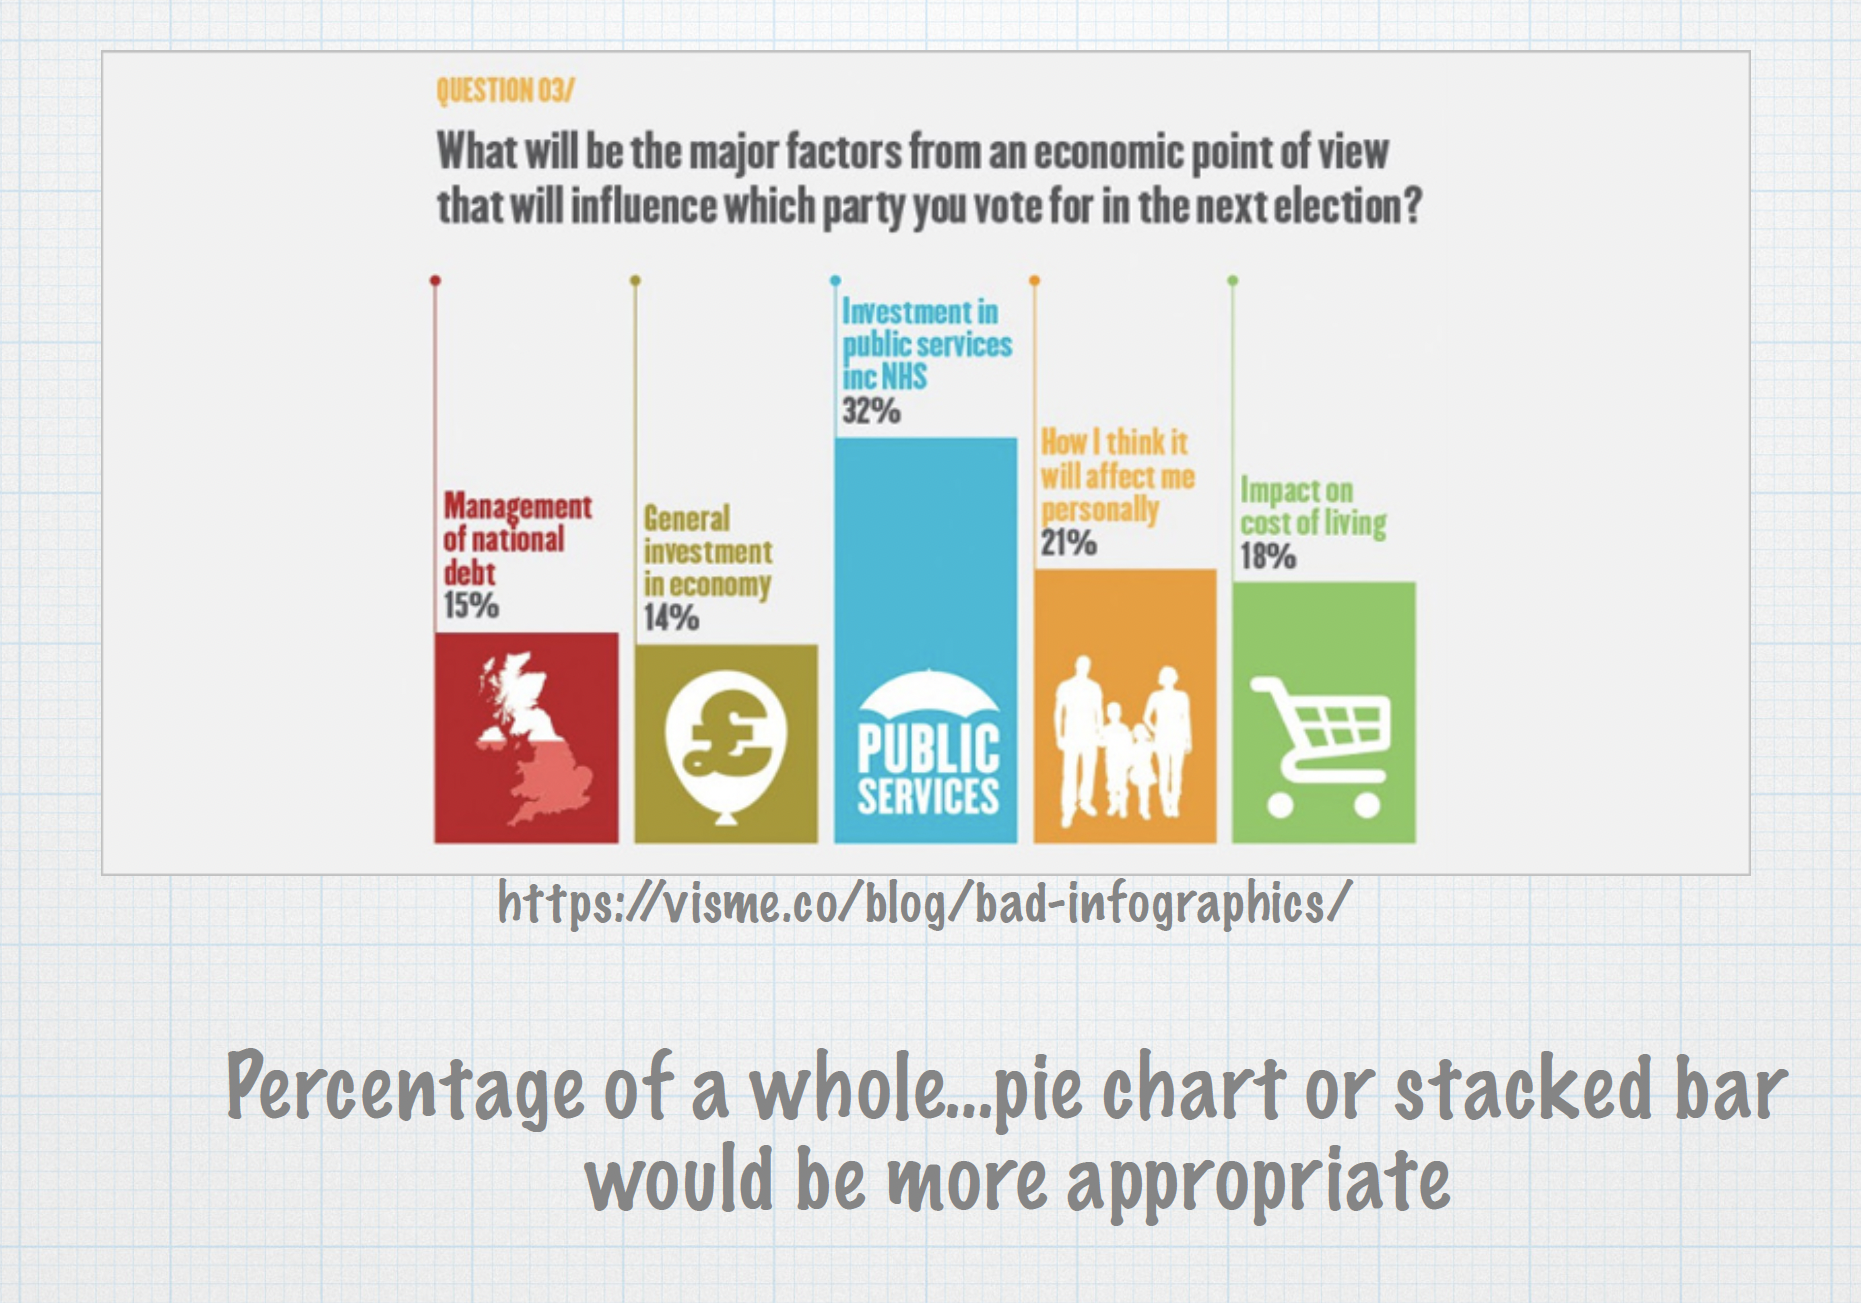 QUESTION 03/
What will be the major factors from an economic point of view
that will influence which party you vote for in the next election?
Management
of national
debt
15%
General
investment
in economy
14%
Investment in
public services
inc NHS
32%
How I think it
will affect me
personally
21%
Impact on
cost of living
18%
£
PUBLIC
SERVICES
https://visme.co/blog/bad-infographics/
Percentage of a whole...pie chart or stacked bar
would be more appropriate